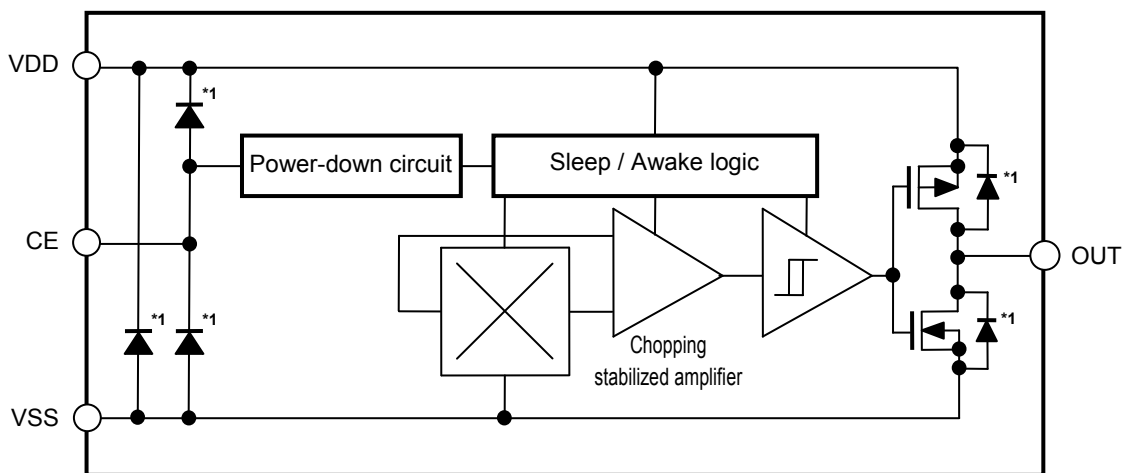 VDD
*1
Power-down circuit
Sleep / Awake logic
*1
CE
OUT
*1
*1
*1
Chopping
stabilized amplifier
VSS